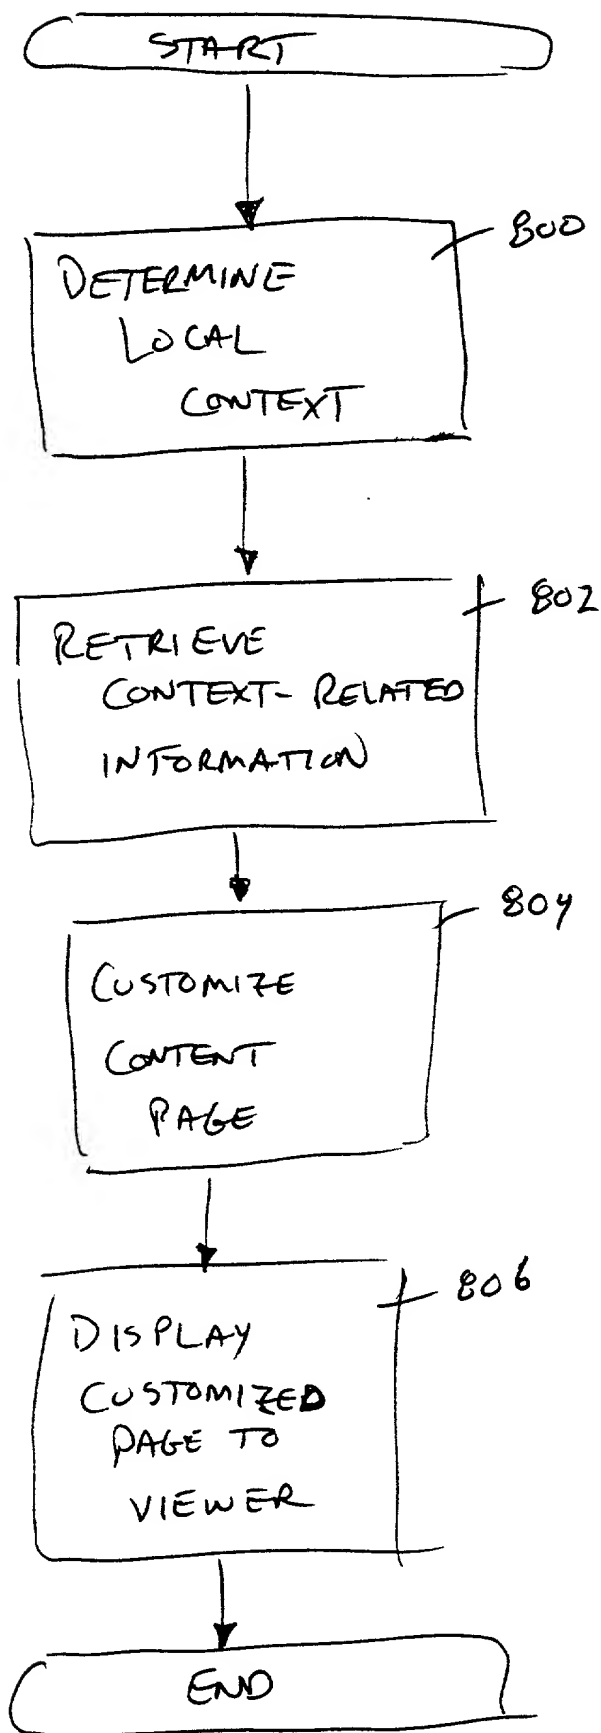 START
800
DETERMINE
LOCAL
CONTEXT
802
RETRIEVE
CONTEXT-RELATED
INFORMATION
804
CUSTOMIZE
CONTENT
PAGE
806
DISPLAY
CUSTOMIZED
PAGE TO
VIEWER
END